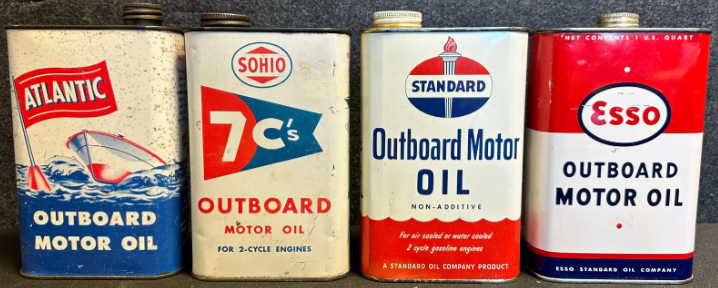 ATLANTIC
OUTBOARD
MOTOR OIL
SOHIO
7C's
OUTBOARD
MOTOR OIL
FOR 2-CYCLE ENGINES
STANDARD
Outboard Motor
OIL
NON-ADDITIVE
For air cooled or water cooled
2 cycle gasoline engines
A STANDARD OIL COMPANY PRODUCT
NET CONTENTS 1 U.S. QUART
Esso
OUTBOARD
MOTOR OIL
ESSO STANDARD OIL COMPANY